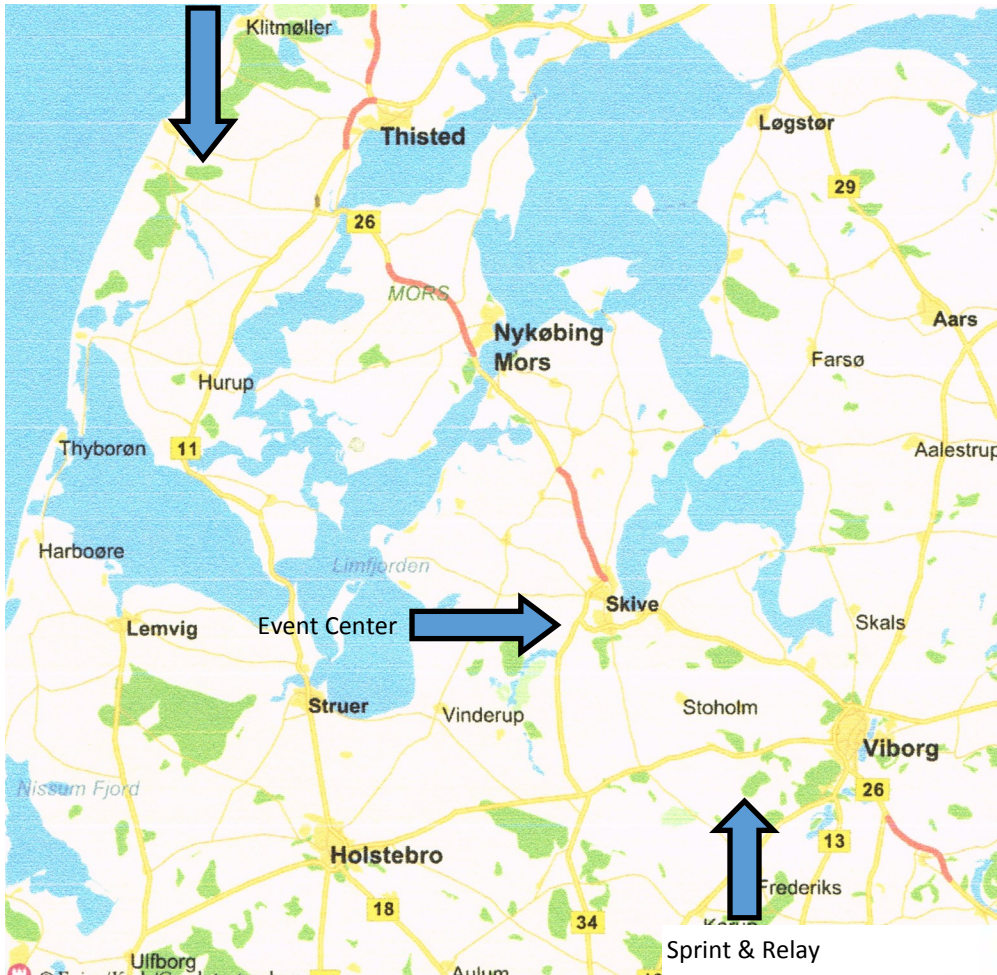 Klitmøller
Thisted
Løgstør
29
26
MORS
Aars
Nykøbing
Mors
Farsø
Hurup
Thyborøn
11
Aalestrup
Harboøre
Limfjorden
Skive
Event Center
Lemvig
Skals
Struer
Vinderup
Stoholm
Viborg
Nissum Fjord
26
Holstebro
13
Frederiks
18
34
Sprint & Relay
Ulfborg
Aulum